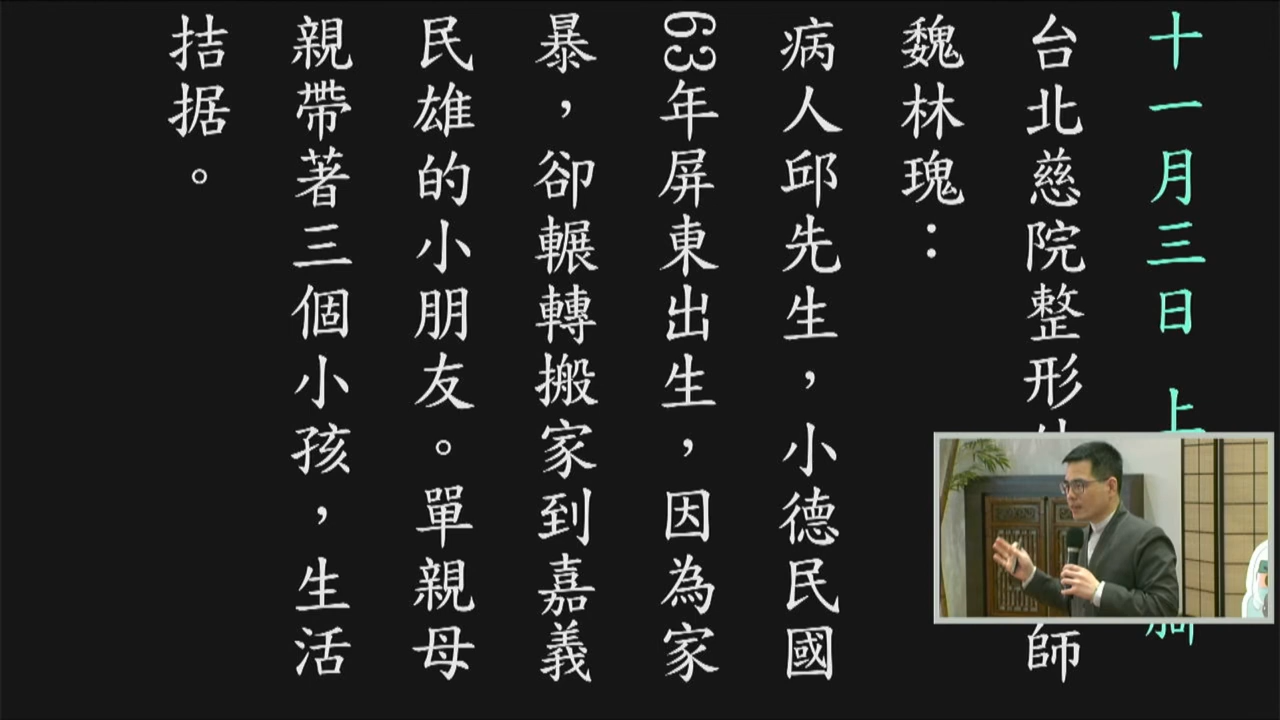 十一月三日 上
台北慈院整形 師
魏林瑰：
病人邱先生，小德民國
63年屏東出生，因為家
暴，卻輾轉搬家到嘉義
民雄的小朋友。單親母
親帶著三個小孩，生活
拮据。